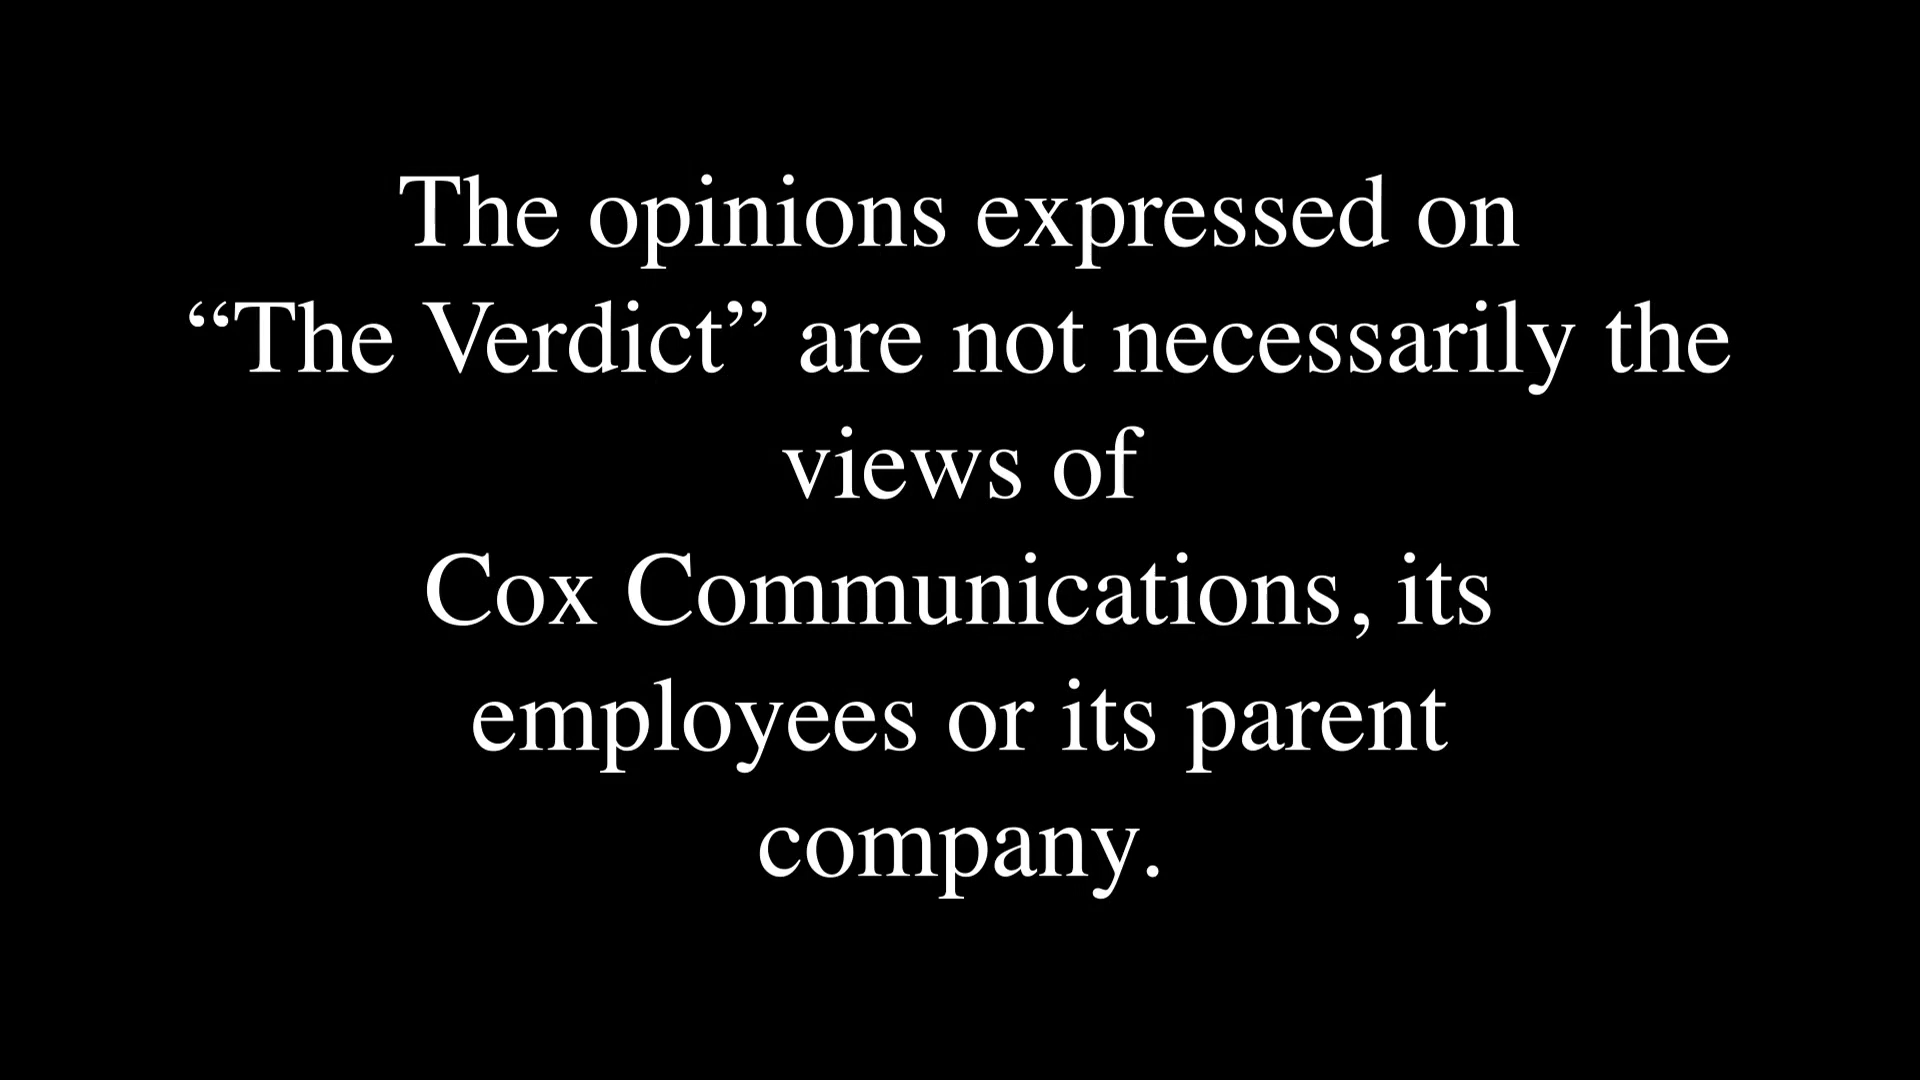 The opinions expressed on
“The Verdict” are not necessarily the
views of
Cox Communications, its
employees or its parent
company.